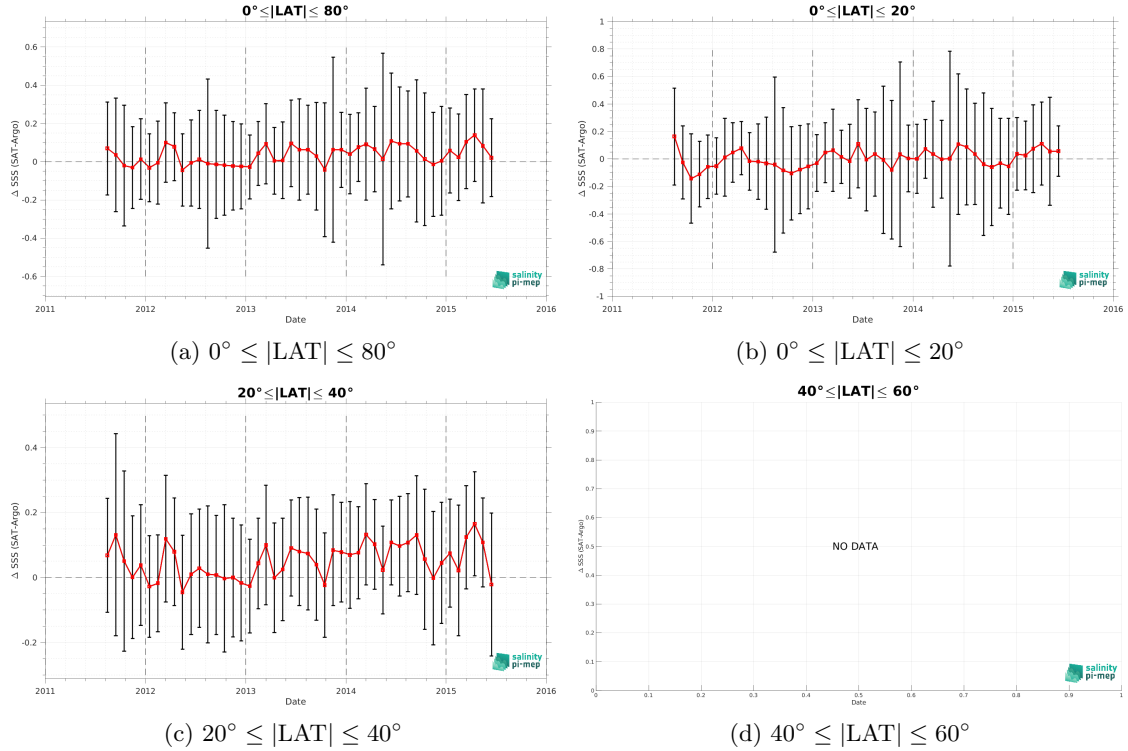 0°≤|LAT|≤ 80°
0.6
0.4
0.2
0
-0.2
-0.4
-0.6
Δ SSS (SAT-Argo)
2011
2012
2013
2014
2015
2016
Date
salinity
pi-mep
(a) 0° ≤ |LAT| ≤ 80°
0°≤|LAT|≤ 20°
1
0.8
0.6
0.4
0.2
0
-0.2
-0.4
-0.6
-0.8
-1
Δ SSS (SAT-Argo)
2011
2012
2013
2014
2015
2016
Date
salinity
pi-mep
(b) 0° ≤ |LAT| ≤ 20°
20°≤|LAT|≤ 40°
0.4
0.2
0
-0.2
Δ SSS (SAT-Argo)
2011
2012
2013
2014
2015
2016
Date
salinity
pi-mep
(c) 20° ≤ |LAT| ≤ 40°
40°≤|LAT|≤ 60°
1
0.9
0.8
0.7
0.6
0.5
0.4
0.3
0.2
0.1
0
Δ SSS (SAT-Argo)
NO DATA
0
0.1
0.2
0.3
0.4
0.5
0.6
0.7
0.8
0.9
1
Date
salinity
pi-mep
(d) 40° ≤ |LAT| ≤ 60°